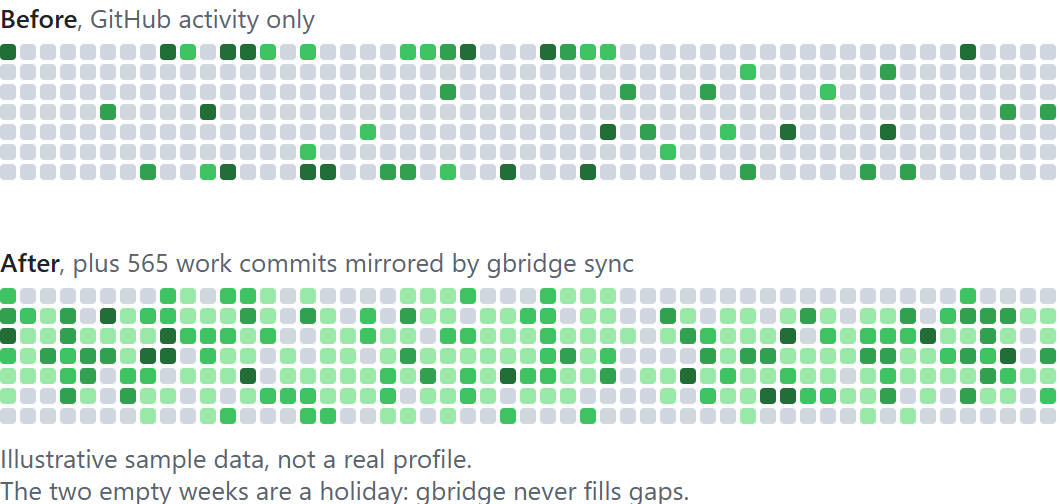 Before, GitHub activity only
After, plus 565 work commits mirrored by gbridge sync
Illustrative sample data, not a real profile.
The two empty weeks are a holiday: gbridge never fills gaps.